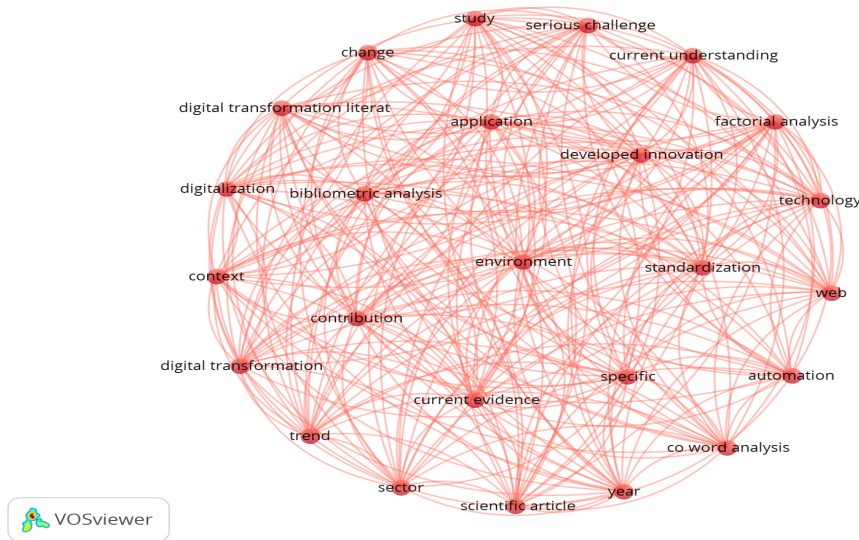 study
serious challenge
change
current understanding
digital transformation literat
application
factorial analysis
developed innovation
digitalization
bibliometric analysis
technology
environment
standardization
context
web
contribution
digital transformation
specific
automation
current evidence
trend
co word analysis
sector
year
scientific article
VOSviewer